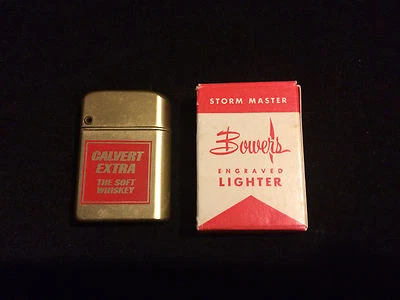 CALVERT
EXTRA
THE SOFT
WHISKEY
STORM MASTER
Bowers
ENGRAVED
LIGHTER